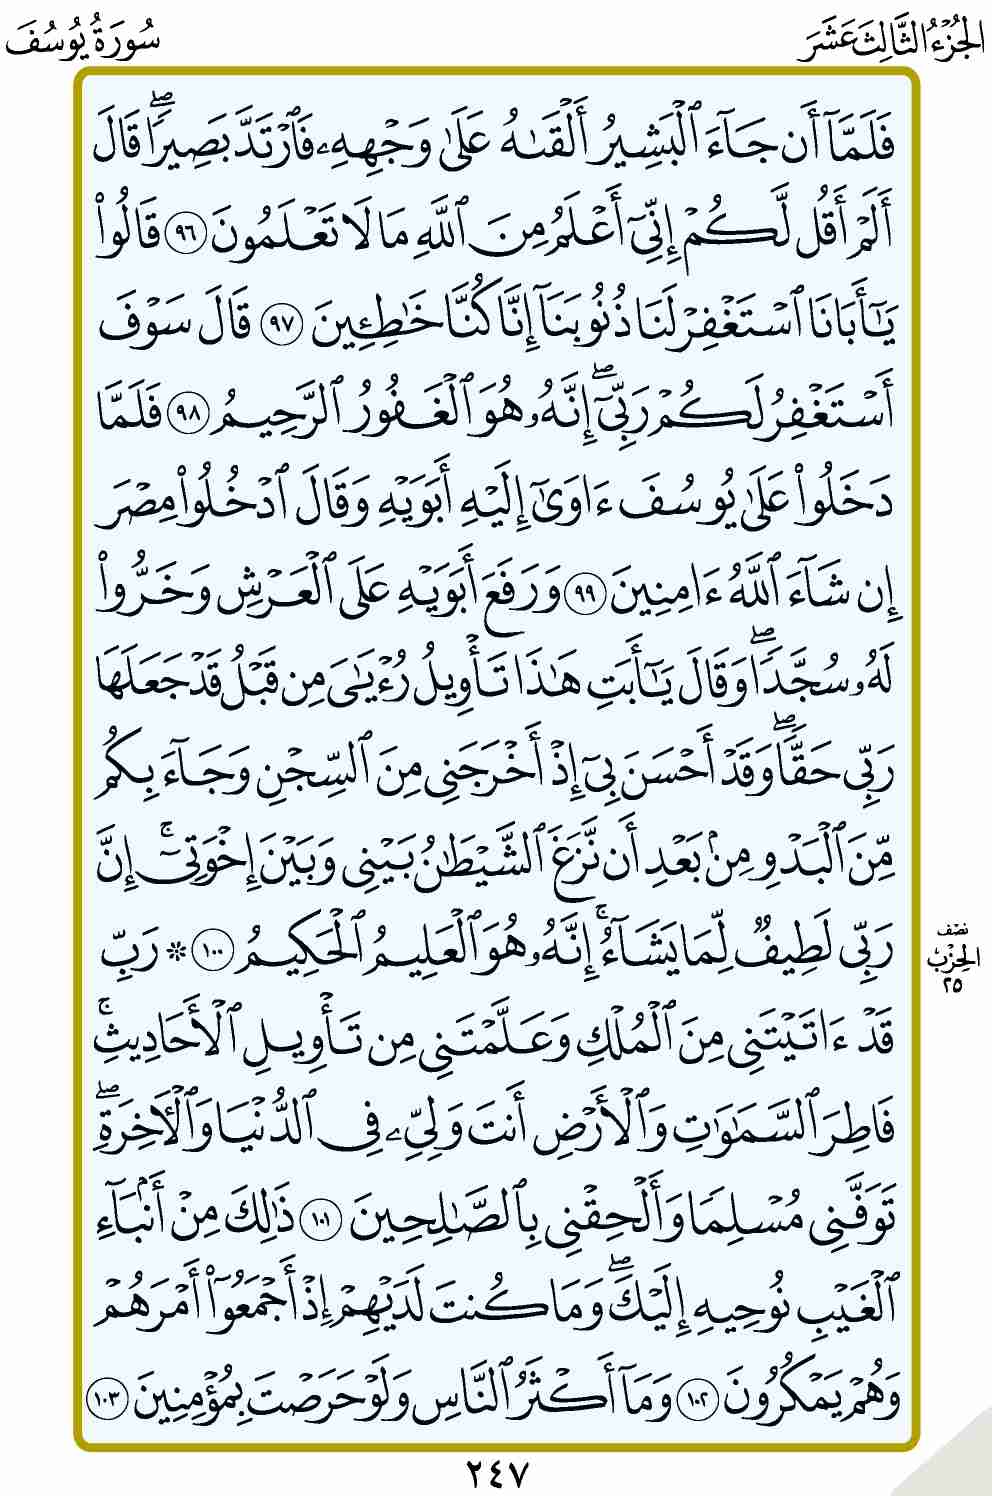 الجُزْءُ الثَّالِثَ عَشَرَ
سُورَةُ يُوسُفَ
فَلَمَّآ أَن جَآءَ ٱلْبَشِيرُ أَلْقَىٰهُ عَلَىٰ وَجْهِهِۦ فَٱرْتَدَّ بَصِيرًاۖ قَالَ
أَلَمْ أَقُل لَّكُمْ إِنِّىٓ أَعْلَمُ مِنَ ٱللَّهِ مَا لَا تَعْلَمُونَ ٩٦ قَالُوا۟
يَٰٓأَبَانَا ٱسْتَغْفِرْ لَنَا ذُنُوبَنَآ إِنَّا كُنَّا خَٰطِـِٔينَ ٩٧ قَالَ سَوْفَ
أَسْتَغْفِرُ لَكُمْ رَبِّىٓۖ إِنَّهُۥ هُوَ ٱلْغَفُورُ ٱلرَّحِيمُ ٩٨ فَلَمَّا
دَخَلُوا۟ عَلَىٰ يُوسُفَ ءَاوَىٰٓ إِلَيْهِ أَبَوَيْهِ وَقَالَ ٱدْخُلُوا۟ مِصْرَ
إِن شَآءَ ٱللَّهُ ءَامِنِينَ ٩٩ وَرَفَعَ أَبَوَيْهِ عَلَى ٱلْعَرْشِ وَخَرُّوا۟
لَهُۥ سُجَّدًاۖ وَقَالَ يَٰٓأَبَتِ هَٰذَا تَأْوِيلُ رُءْيَٰىَ مِن قَبْلُ قَدْ جَعَلَهَا
رَبِّى حَقًّاۖ وَقَدْ أَحْسَنَ بِىٓ إِذْ أَخْرَجَنِى مِنَ ٱلسِّجْنِ وَجَآءَ بِكُم
مِّنَ ٱلْبَدْوِ مِنۢ بَعْدِ أَن نَّزَغَ ٱلشَّيْطَٰنُ بَيْنِى وَبَيْنَ إِخْوَتِىٓۚ إِنَّ
رَبِّى لَطِيفٌ لِّمَا يَشَآءُۚ إِنَّهُۥ هُوَ ٱلْعَلِيمُ ٱلْحَكِيمُ ١٠٠ ۞ رَبِّ
نصف
الحِزْب
٢٥
قَدْ ءَاتَيْتَنِى مِنَ ٱلْمُلْكِ وَعَلَّمْتَنِى مِن تَأْوِيلِ ٱلْأَحَادِيثِۚ
فَاطِرَ ٱلسَّمَٰوَٰتِ وَٱلْأَرْضِ أَنتَ وَلِىِّۦ فِى ٱلدُّنْيَا وَٱلْـَٔاخِرَةِۖ
تَوَفَّنِى مُسْلِمًا وَأَلْحِقْنِى بِٱلصَّٰلِحِينَ ١٠١ ذَٰلِكَ مِنْ أَنۢبَآءِ
ٱلْغَيْبِ نُوحِيهِ إِلَيْكَۖ وَمَا كُنتَ لَدَيْهِمْ إِذْ أَجْمَعُوٓا۟ أَمْرَهُمْ
وَهُمْ يَمْكُرُونَ ١٠٢ وَمَآ أَكْثَرُ ٱلنَّاسِ وَلَوْ حَرَصْتَ بِمُؤْمِنِينَ ١٠٣
٢٤٧